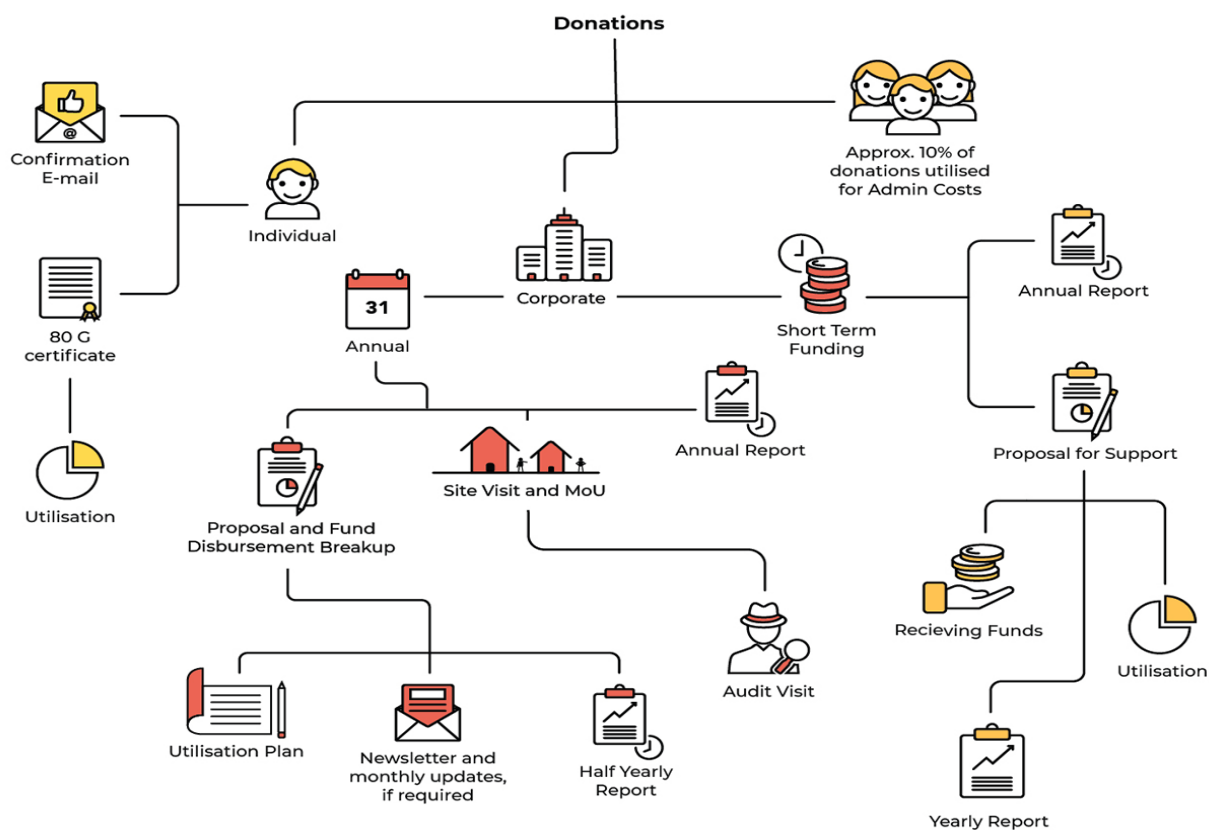 Donations
Confirmation
E-mail
Individual
Approx. 10% of
donations utilised
for Admin Costs
80 G
certificate
Utilisation
31
Annual
Corporate
Short Term
Funding
Annual Report
Proposal for Support
Annual Report
Site Visit and MoU
Proposal and Fund
Disbursement Breakup
Recieving Funds
Utilisation
Audit Visit
Utilisation Plan
Newsletter and
monthly updates,
if required
Half Yearly
Report
Yearly Report
@